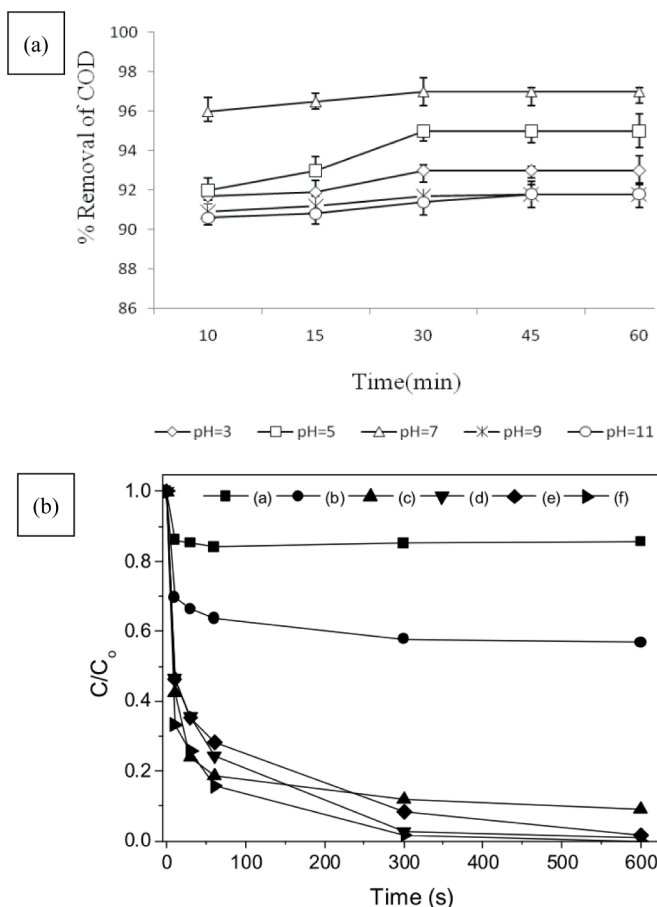 (a)
% Removal of COD
98
96
94
92
90
88
86
10 15 30 45 60
Time(min)
pH=3 pH=5 pH=7 pH=9 pH=11
(b)
C/Co
1.0
0.8
0.6
0.4
0.2
0.0
(a) (b) (c) (d) (e) (f)
0 100 200 300 400 500 600
Time (s)